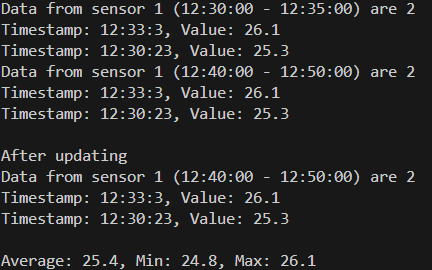 Data from sensor 1 (12:30:00 - 12:35:00) are 2
Timestamp: 12:33:3, Value: 26.1
Timestamp: 12:30:23, Value: 25.3
Data from sensor 1 (12:40:00 - 12:50:00) are 2
Timestamp: 12:33:3, Value: 26.1
Timestamp: 12:30:23, Value: 25.3

After updating
Data from sensor 1 (12:40:00 - 12:50:00) are 2
Timestamp: 12:33:3, Value: 26.1
Timestamp: 12:30:23, Value: 25.3

Average: 25.4, Min: 24.8, Max: 26.1